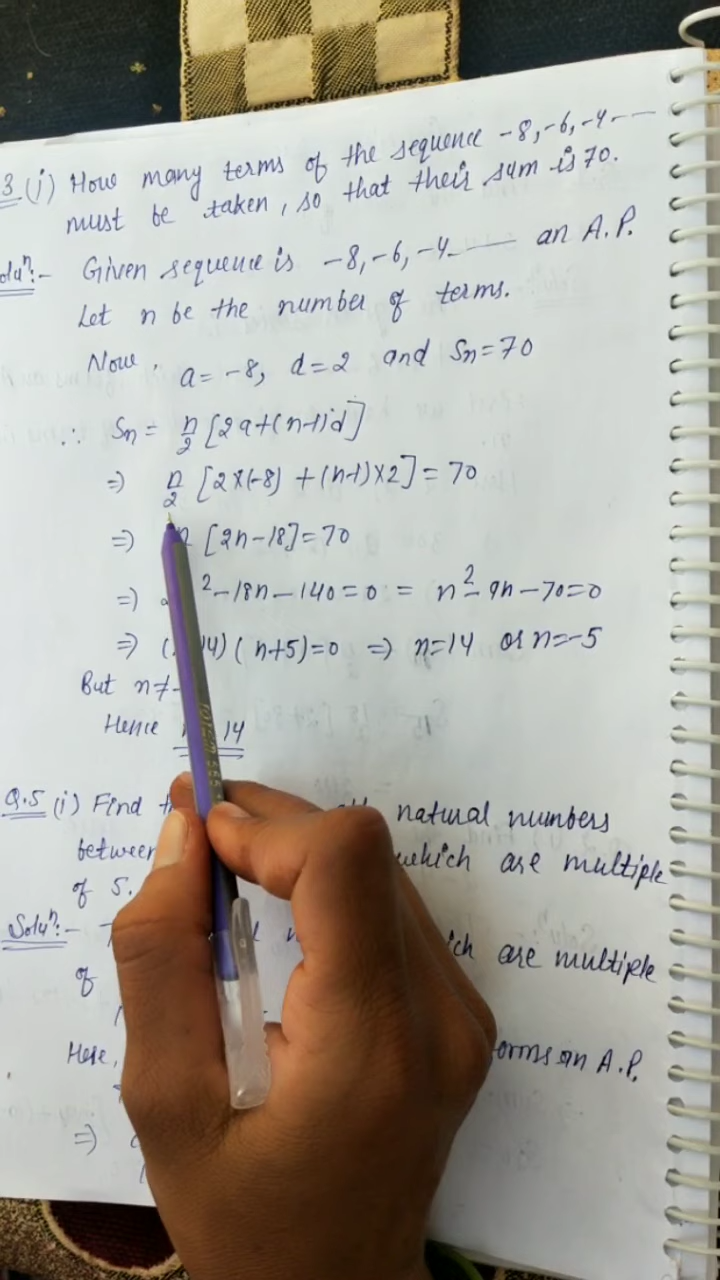 3 (i) How many terms of the sequence -8,-6,-4-----
must be taken, so that their sum is 70.
Given sequence is -8,-6,-4.----- an A.P.
Let n be the number of terms.
Now, a = -8, d = 2 and Sn = 70
∴ Sn = n/2 [2a+(n-1)d]
⇒ n/2 [2×(-8) + (n-1)×2] = 70
⇒ [2n-18] = 70
⇒ ²-18n-140=0 = n²-9n-70=0
⇒ 14) (n+5)=0 ⇒ n=14 or n=-5
But n≠-
Hence 14
Q.5 (i) Find natural numbers
between which are multiple
of 5.
Soluⁿ:- are multiple
of
Here, an A.P.
⇒